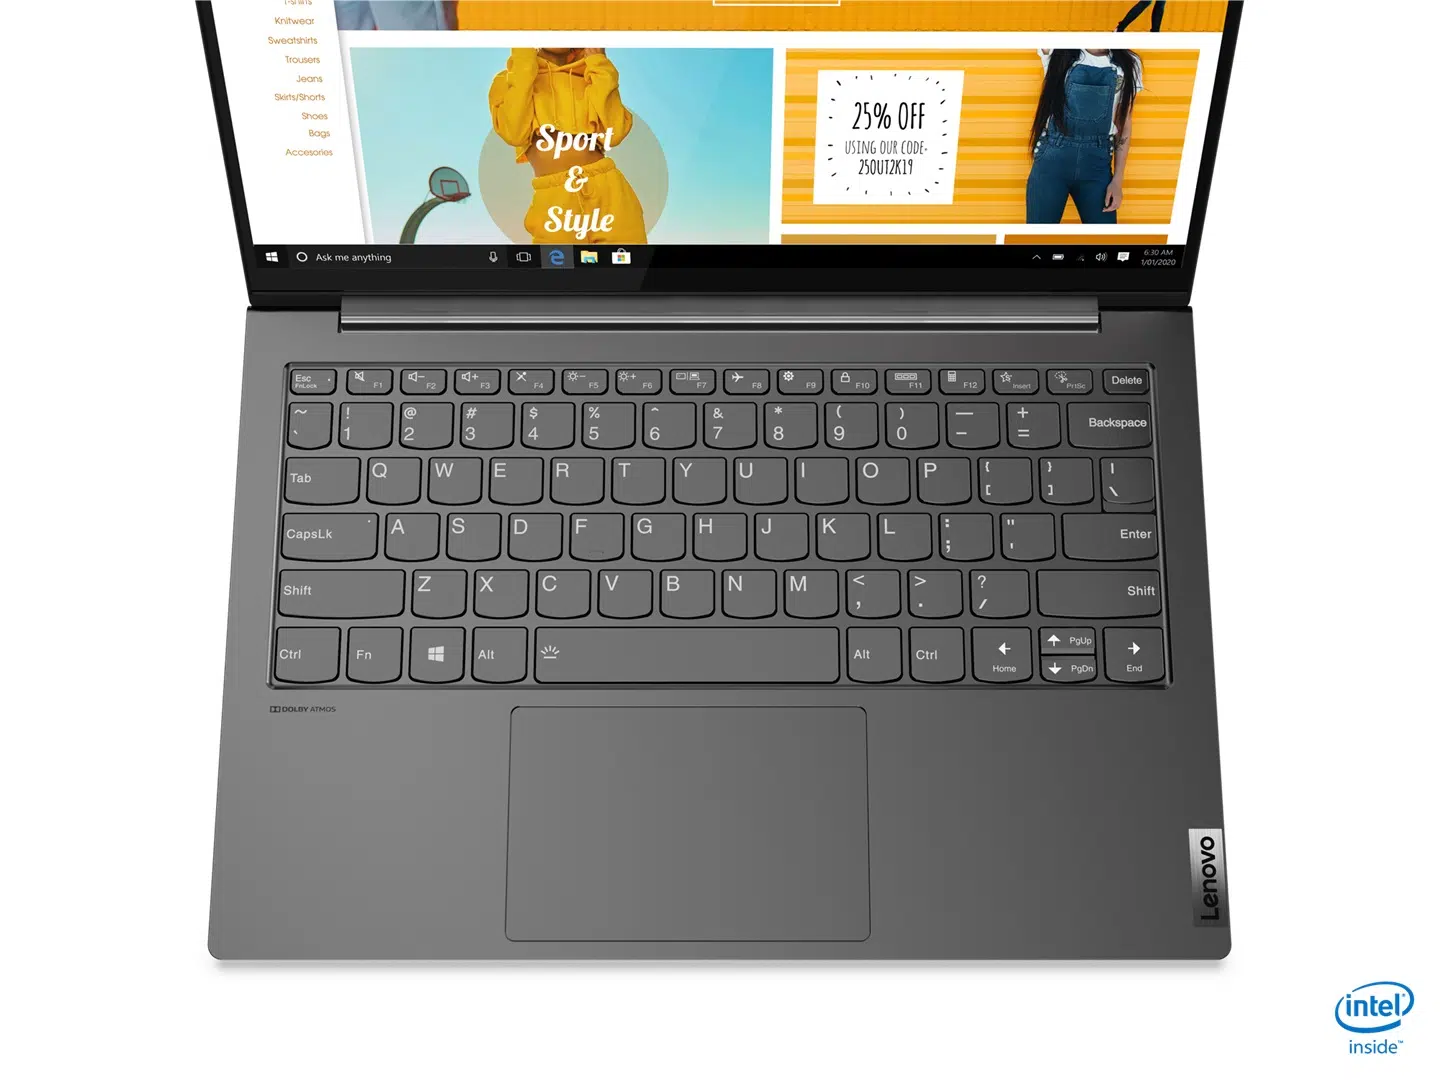 T-shirts
Knitwear
Sweatshirts
Trousers
Jeans
Skirts/Shorts
Shoes
Bags
Accesories
Sport
&
Style
25% OFF
USING OUR CODE-
25OUT2K19
Ask me anything
6:30 AM
1/01/2020
Esc
FnLock
F1
F2
F3
F4
F5
F6
F7
F8
F9
F10
F11
F12
Insert
PrtSc
Delete
~ ! @ # $ % ^ & * ( ) — +
` 1 2 3 4 5 6 7 8 9 0 - = Backspace
Tab Q W E R T Y U I O P { } |
[ ] \
CapsLk A S D F G H J K L : " Enter
; '
Shift Z X C V B N M < > ? Shift
, . /
Ctrl Fn Alt Alt Ctrl
Home
PgUp
PgDn
End
DOLBY ATMOS
Lenovo
intel
inside™